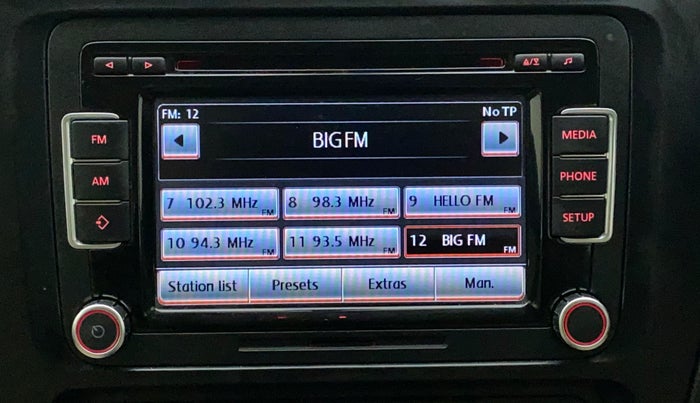 FM: 12
No TP
BIG FM
FM
AM
MEDIA
PHONE
SETUP
7 102.3 MHz FM
8 98.3 MHz FM
9 HELLO FM FM
10 94.3 MHz FM
11 93.5 MHz FM
12 BIG FM FM
Station list
Presets
Extras
Man.